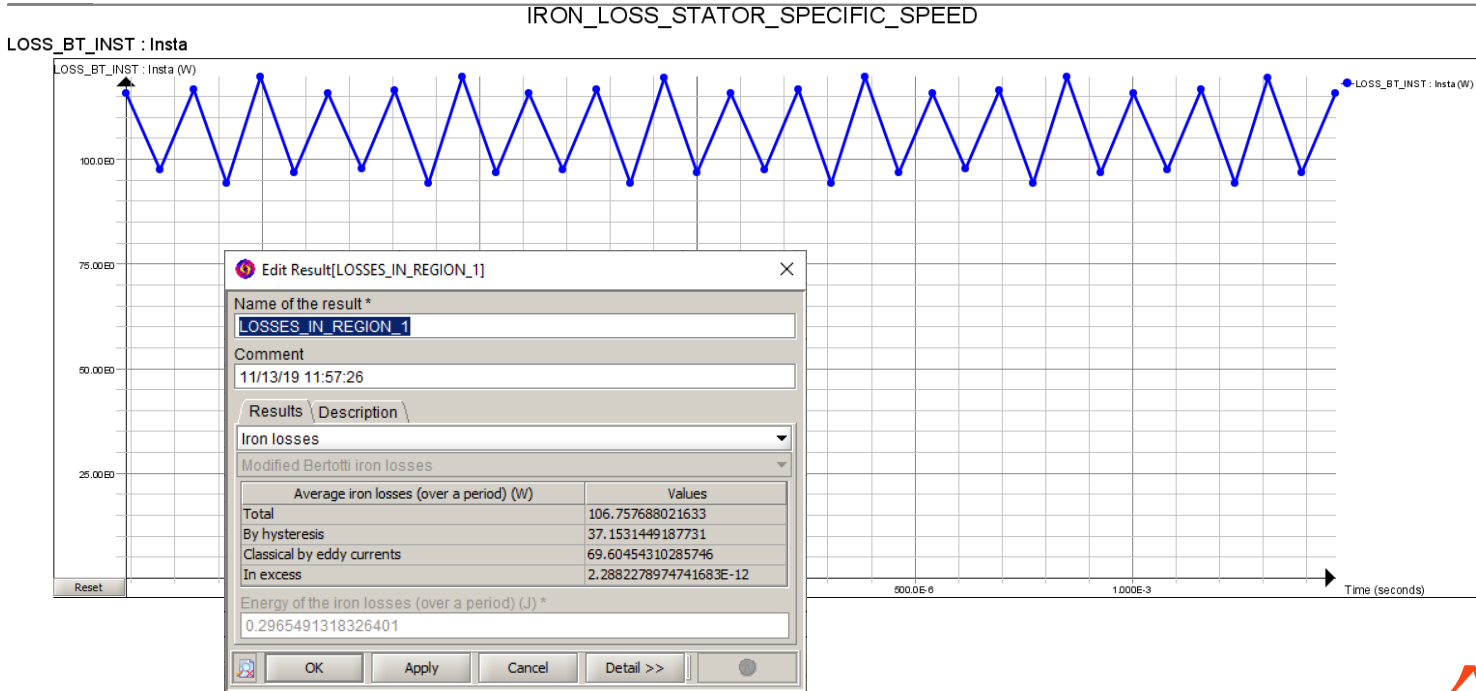 IRON_LOSS_STATOR_SPECIFIC_SPEED
LOSS_BT_INST : Insta
LOSS_BT_INST : Insta (W)
LOSS_BT_INST : Insta (W)
100.0E0
75.00E0
50.00E0
25.00E0
Edit Result[LOSSES_IN_REGION_1]
Name of the result *
LOSSES_IN_REGION_1
Comment
11/13/19 11:57:26
Results Description
Iron losses
Modified Bertotti iron losses
Average iron losses (over a period) (W) Values
Total 106.757688021633
By hysteresis 37.1531449187731
Classical by eddy currents 69.60454310285746
In excess 2.2882278974741683E-12
Energy of the iron losses (over a period) (J) *
0.2965491318326401
OK Apply Cancel Detail >>
Reset
500.0E-6
1.000E-3
Time (seconds)